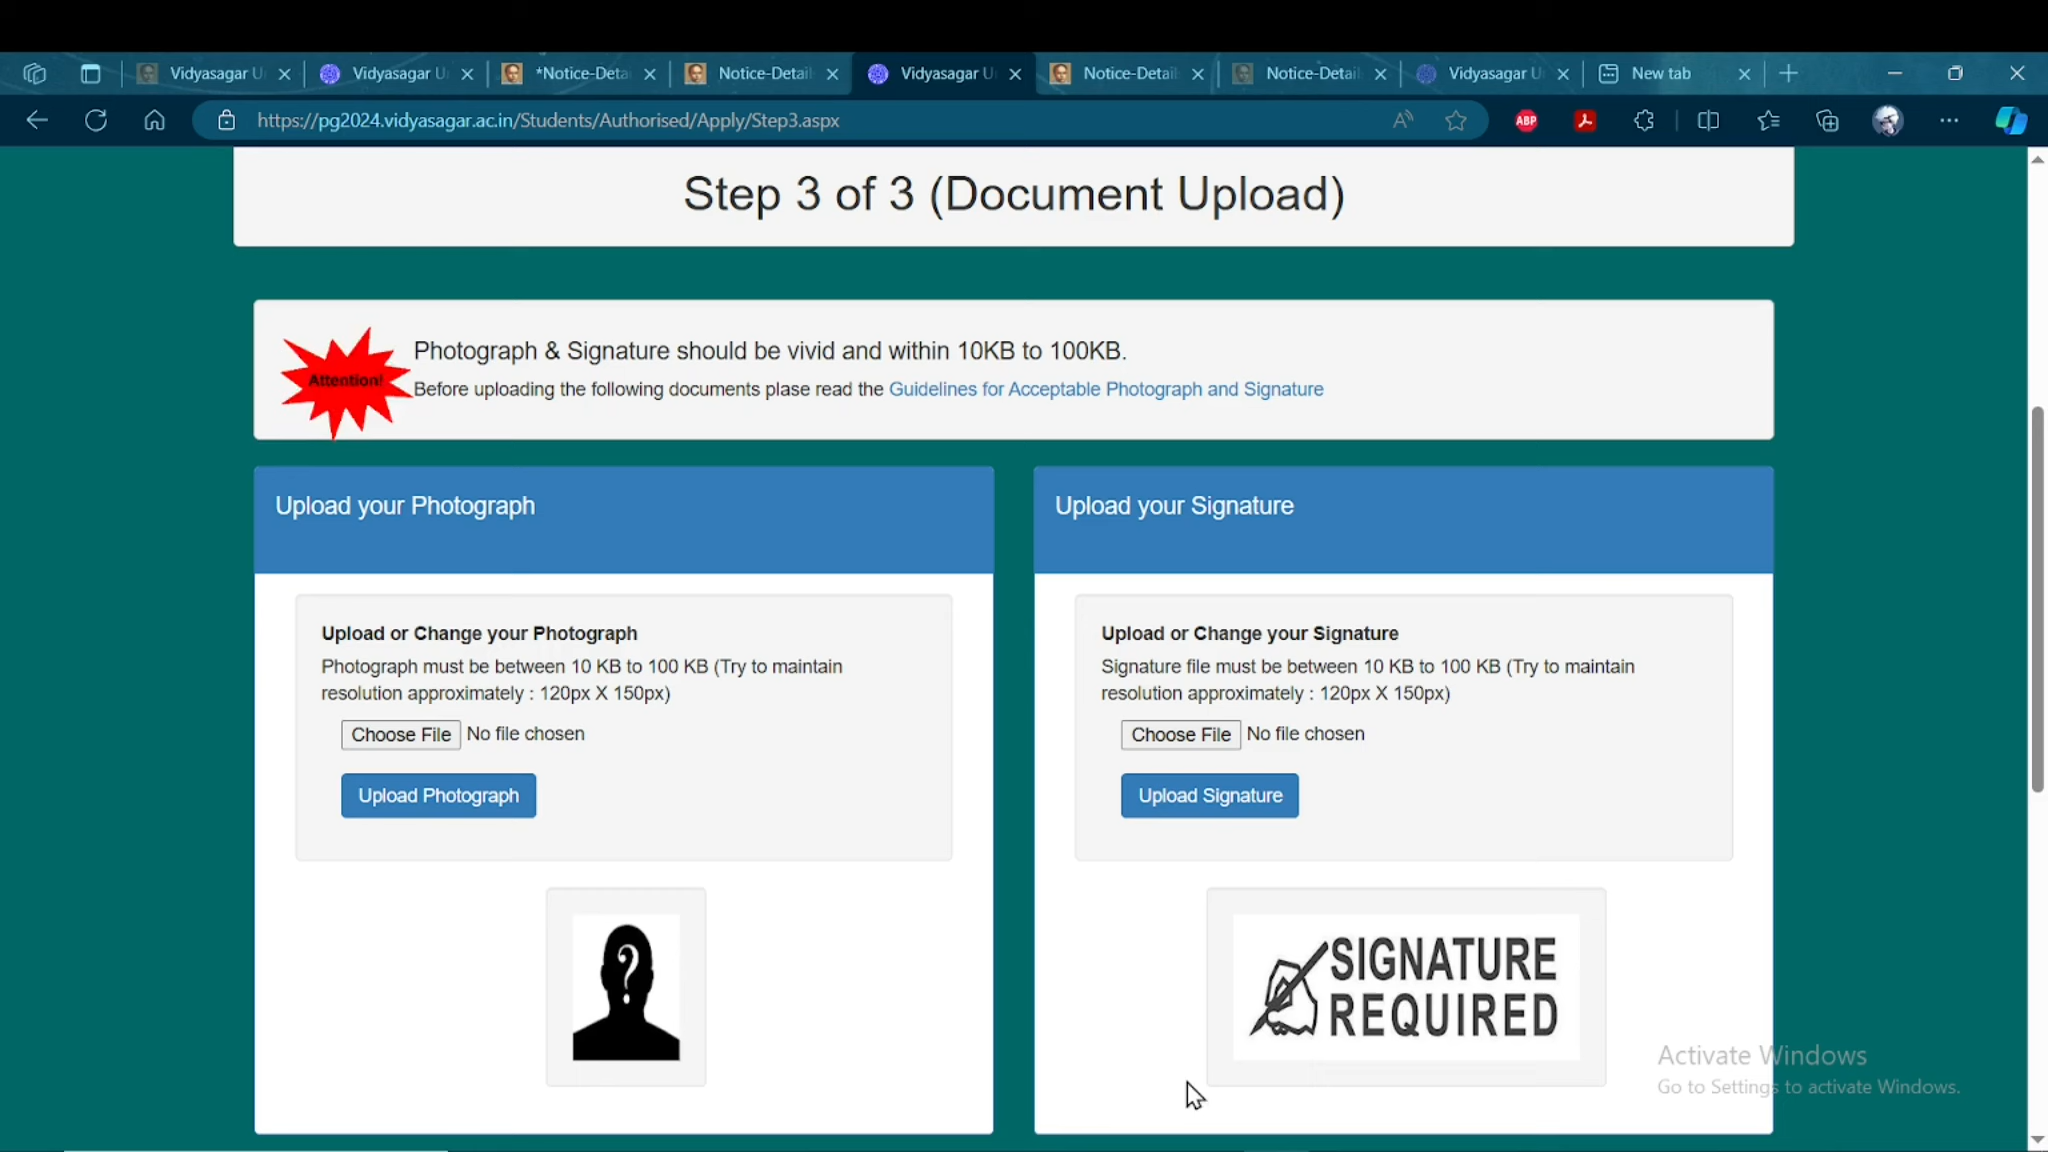 Vidyasagar U
Vidyasagar U
*Notice-Deta
Notice-Detail
Vidyasagar U
Notice-Detail
Notice-Detail
Vidyasagar U
New tab
https://pg2024.vidyasagar.ac.in/Students/Authorised/Apply/Step3.aspx
ABP
Step 3 of 3 (Document Upload)
Attention!
Photograph & Signature should be vivid and within 10KB to 100KB.
Before uploading the following documents plase read the Guidelines for Acceptable Photograph and Signature
Upload your Photograph
Upload or Change your Photograph
Photograph must be between 10 KB to 100 KB (Try to maintain
resolution approximately : 120px X 150px)
Choose File No file chosen
Upload Photograph
?
Upload your Signature
Upload or Change your Signature
Signature file must be between 10 KB to 100 KB (Try to maintain
resolution approximately : 120px X 150px)
Choose File No file chosen
Upload Signature
SIGNATURE
REQUIRED
Activate Windows
Go to Settings to activate Windows.